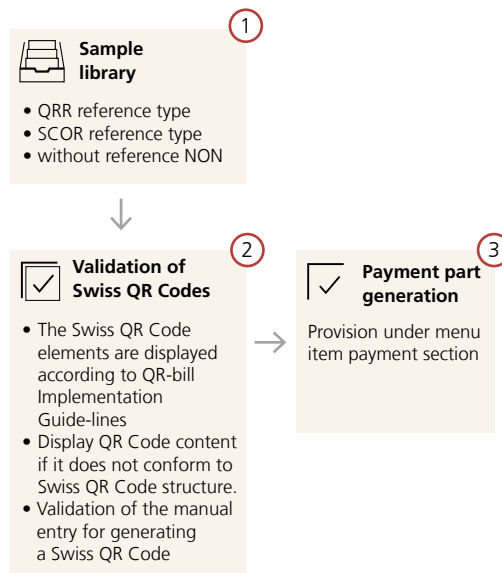 1
Sample
library
• QRR reference type
• SCOR reference type
• without reference NON
2
Validation of
Swiss QR Codes
• The Swiss QR Code
elements are displayed
according to QR-bill
Implementation
Guide-lines
• Display QR Code content
if it does not conform to
Swiss QR Code structure.
• Validation of the manual
entry for generating
a Swiss QR Code
3
Payment part
generation
Provision under menu
item payment section